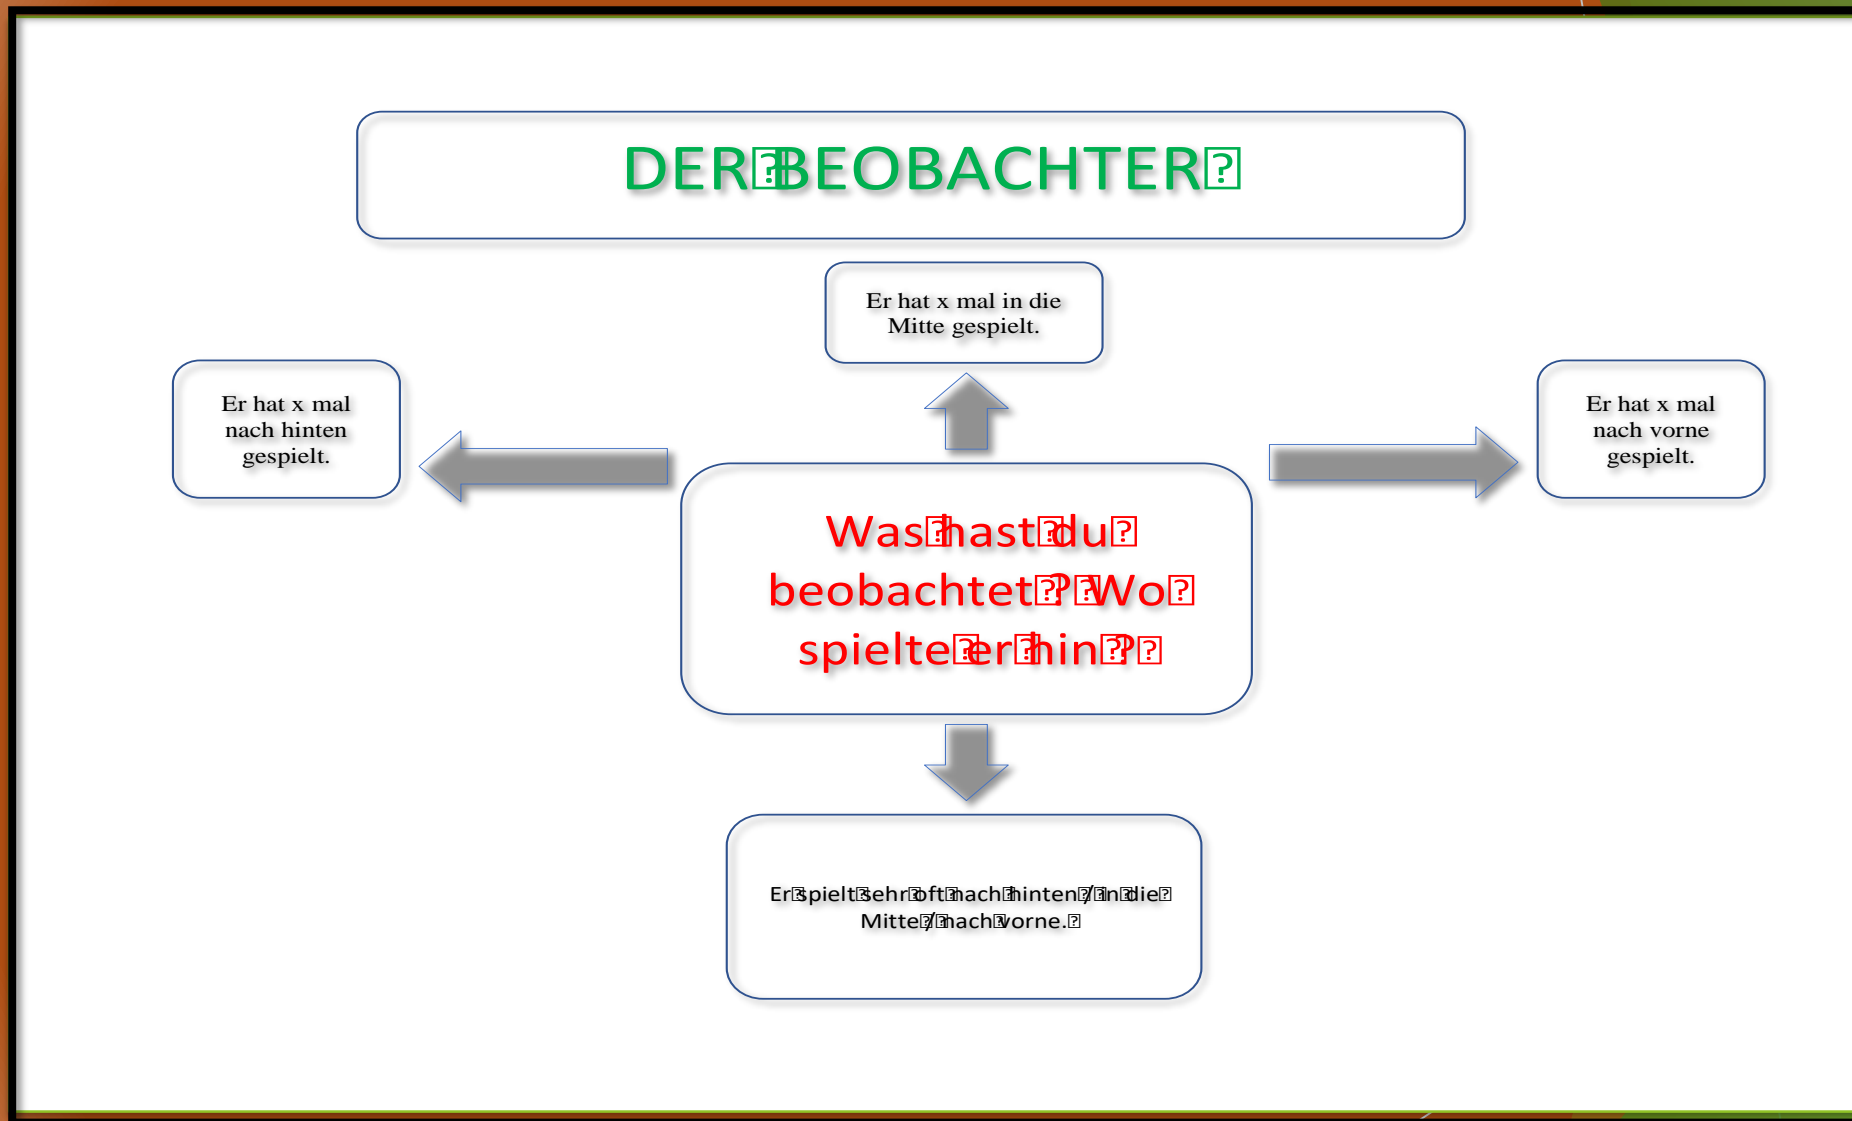 DER BEOBACHTER
Er hat x mal in die
Mitte gespielt.
Er hat x mal
nach hinten
gespielt.
Er hat x mal
nach vorne
gespielt.
Was hast du
beobachtet ? Wo
spielte er hin ?
Er spielt sehr oft nach hinten / in die
Mitte / nach vorne.